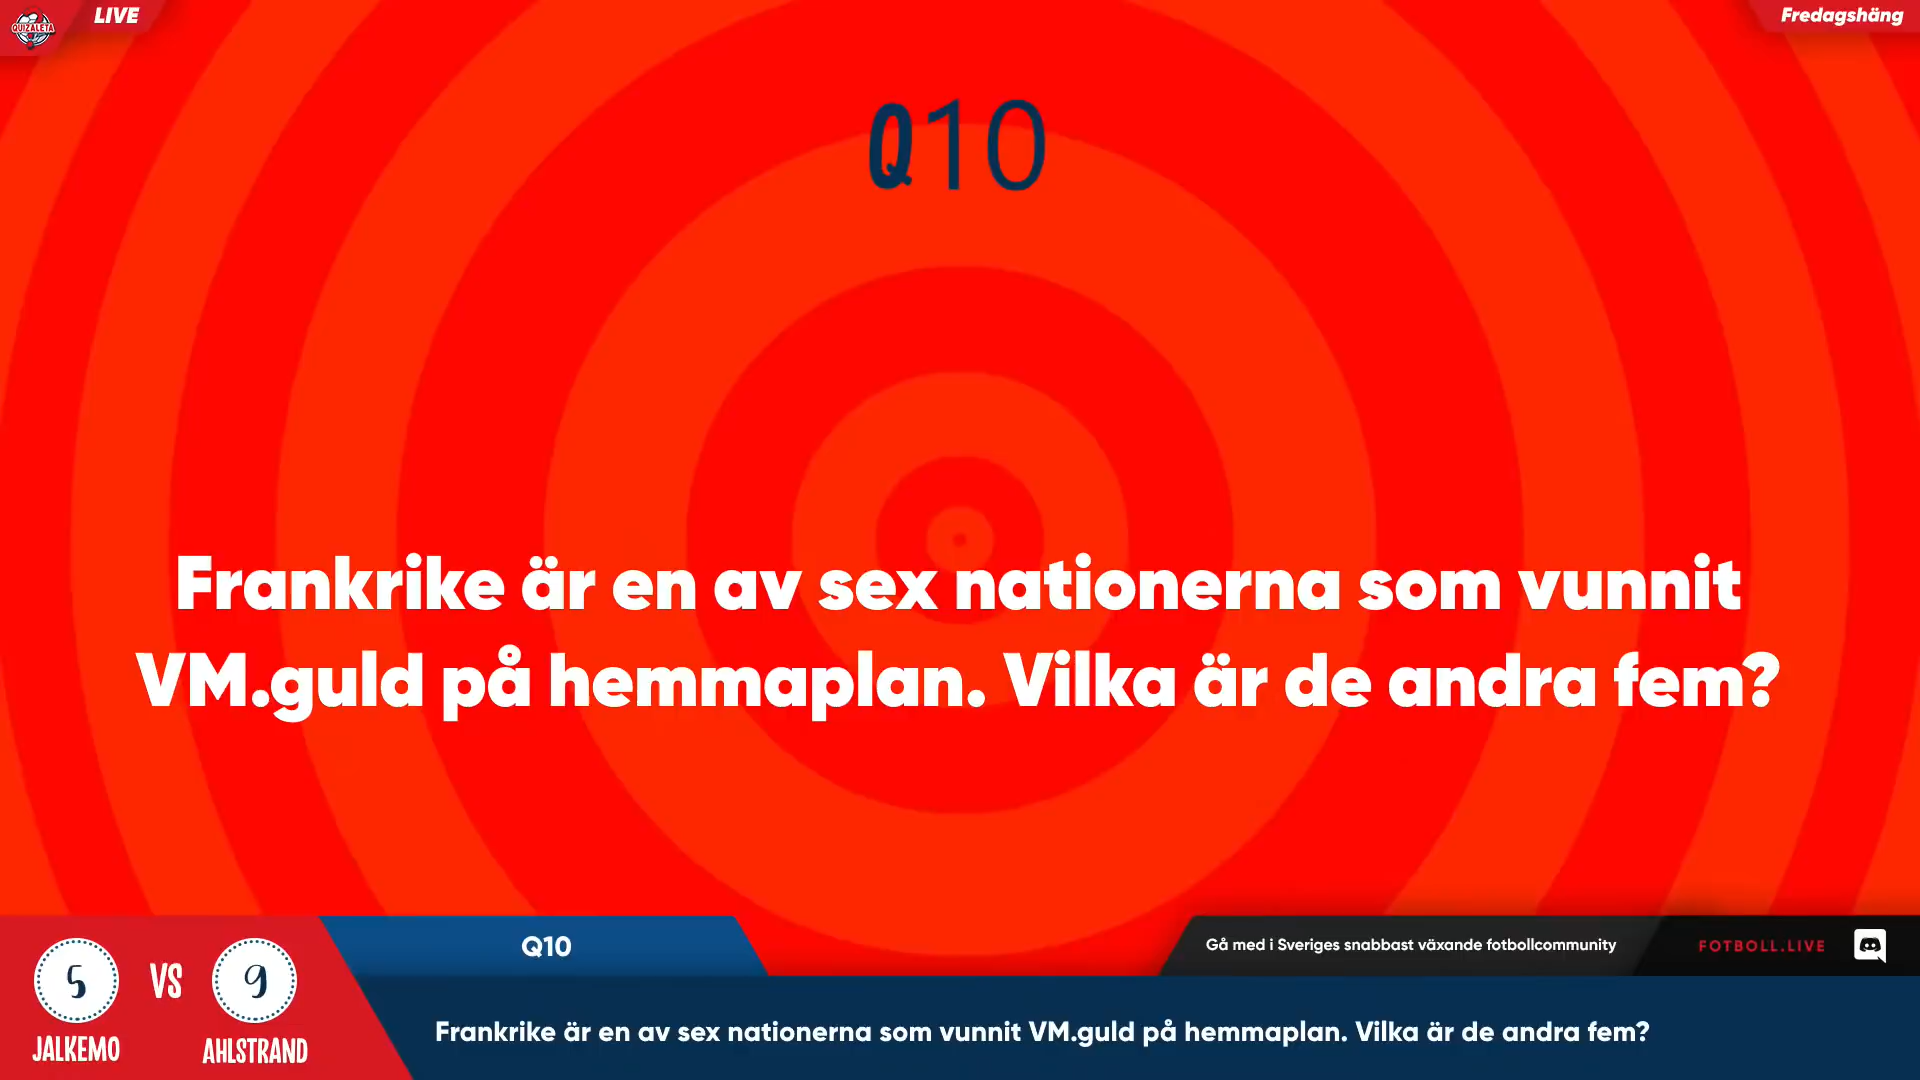 QUIZALETA
LIVE
Fredagshäng
Q10
Frankrike är en av sex nationerna som vunnit
VM.guld på hemmaplan. Vilka är de andra fem?
Q10
Gå med i Sveriges snabbast växande fotbollcommunity
FOTBOLL.LIVE
5
VS
9
JALKEMO
AHLSTRAND
Frankrike är en av sex nationerna som vunnit VM.guld på hemmaplan. Vilka är de andra fem?